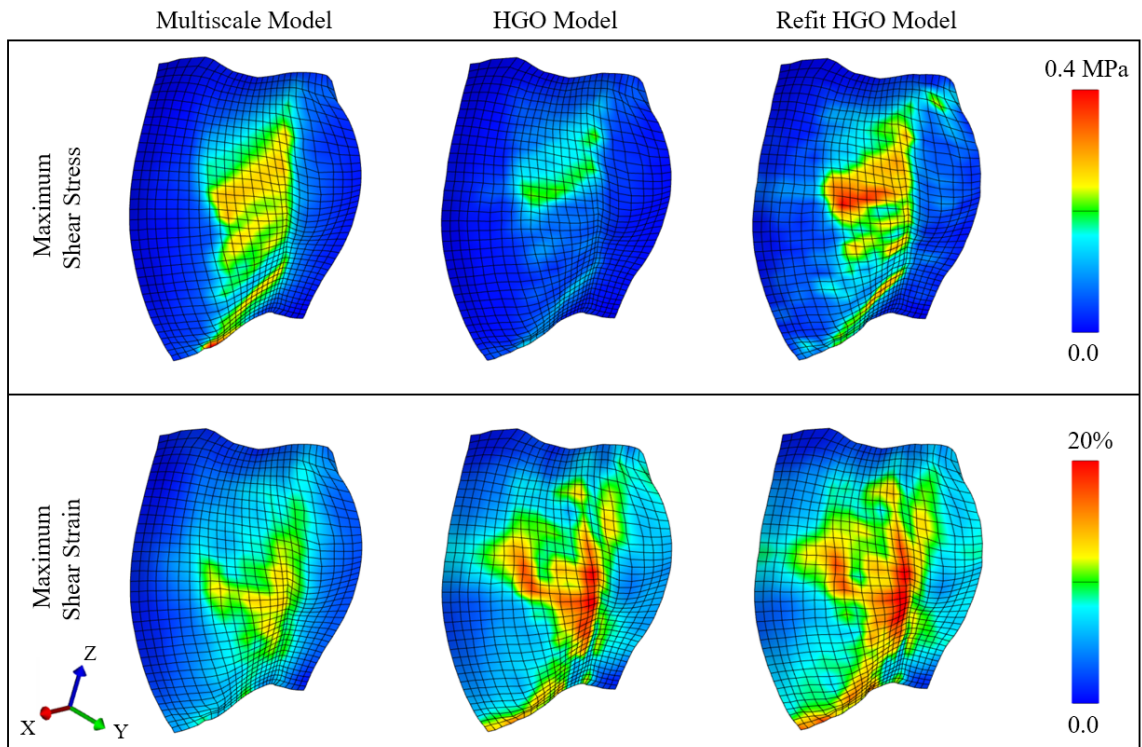 Multiscale Model
HGO Model
Refit HGO Model
Maximum
Shear Stress
0.4 MPa
0.0
Maximum
Shear Strain
20%
0.0
Z
X
Y